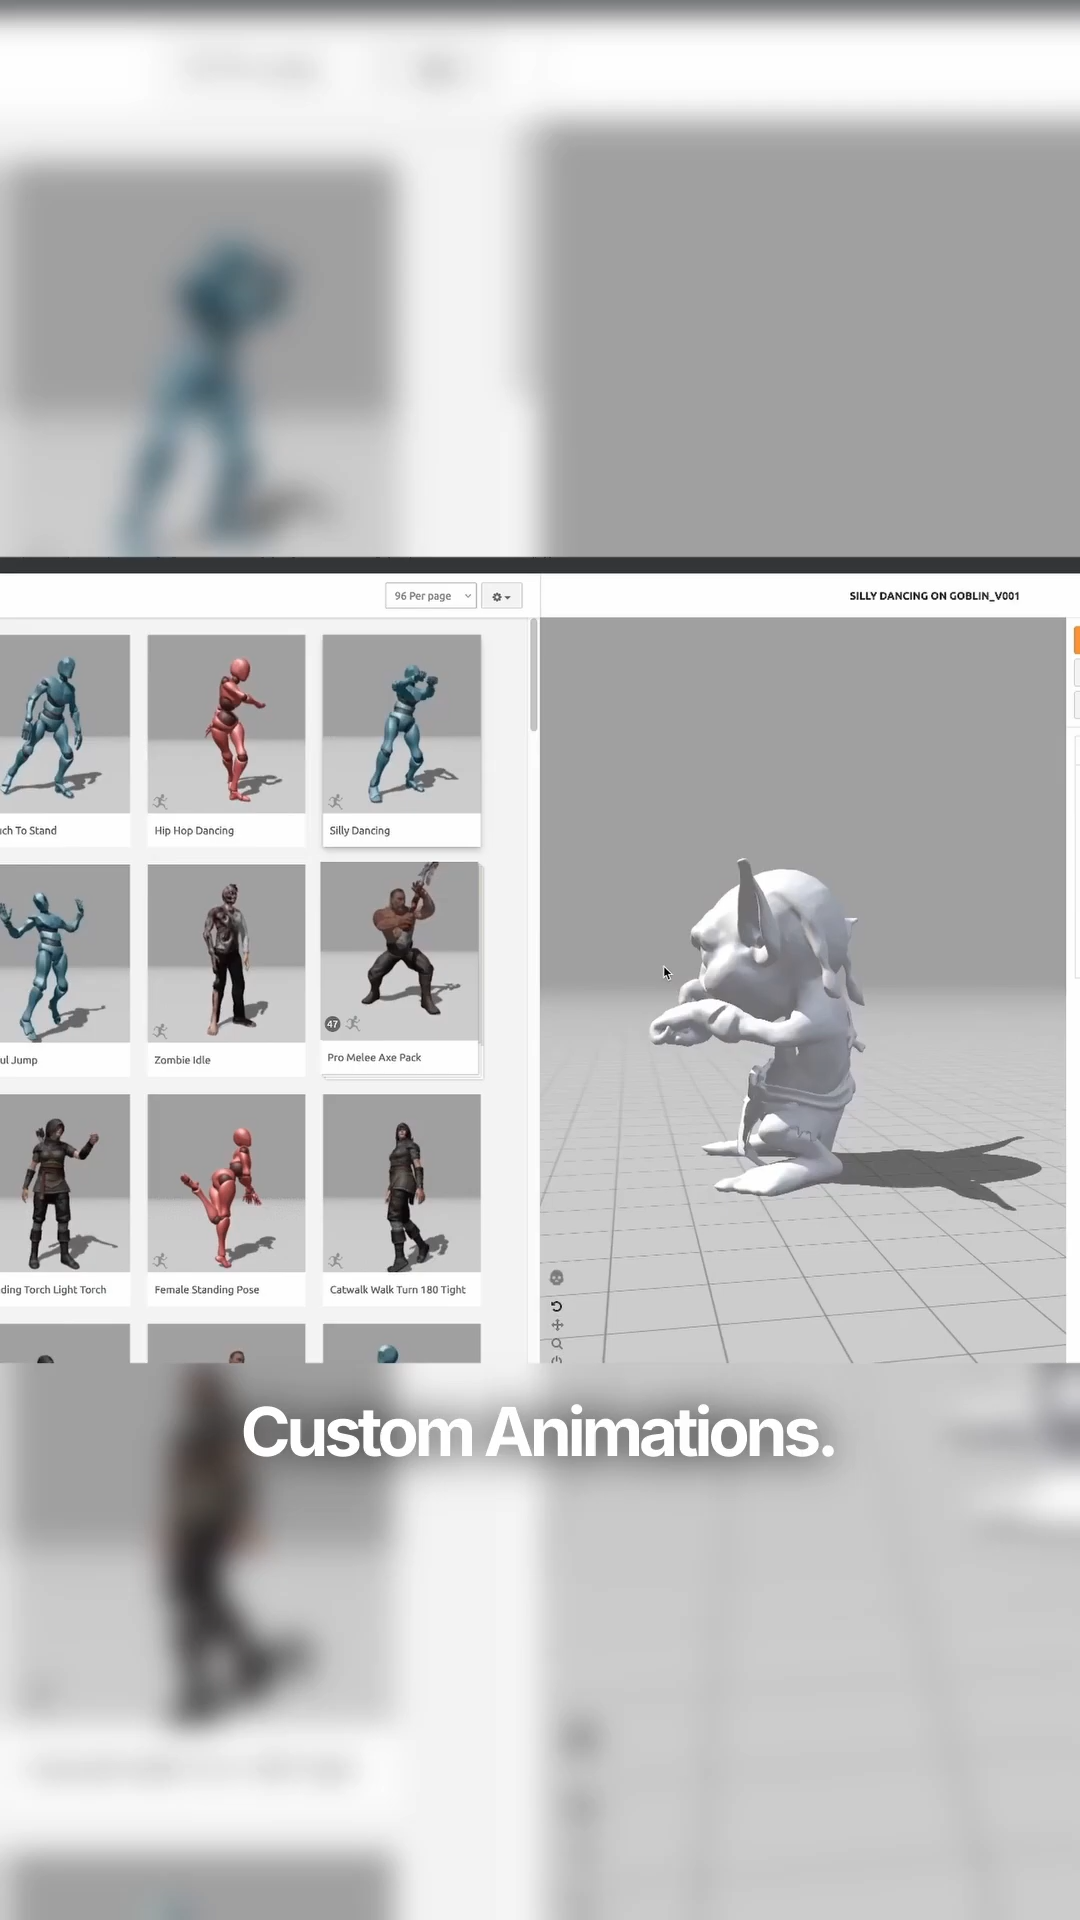 96 Per page
SILLY DANCING ON GOBLIN_V001
ch To Stand
Hip Hop Dancing
Silly Dancing
ul Jump
Zombie Idle
47
Pro Melee Axe Pack
ding Torch Light Torch
Female Standing Pose
Catwalk Walk Turn 180 Tight
Custom Animations.